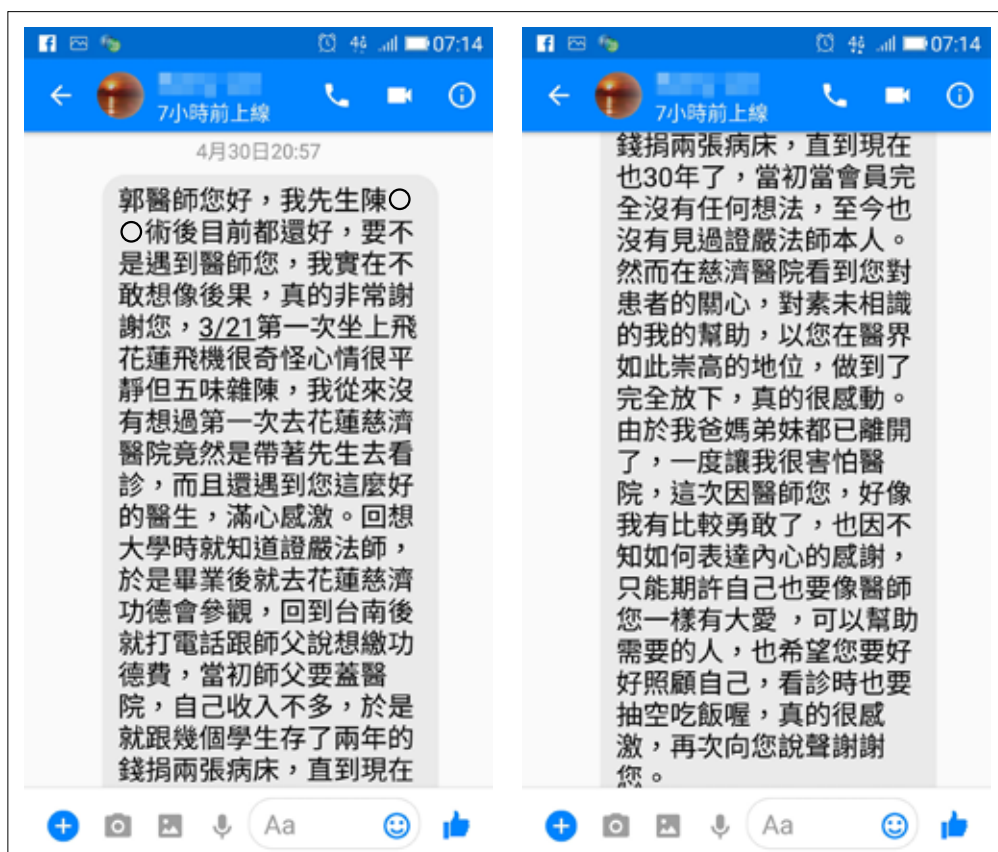 07:14
7小時前上線
4月30日20:57
郭醫師您好，我先生陳〇
〇術後目前都還好，要不
是遇到醫師您，我實在不
敢想像後果，真的非常謝
謝您，3/21第一次坐上飛
花蓮飛機很奇怪心情很平
靜但五味雜陳，我從來沒
有想過第一次去花蓮慈濟
醫院竟然是帶著先生去看
診，而且還遇到您這麼好
的醫生，滿心感激。回想
大學時就知道證嚴法師，
於是畢業後就去花蓮慈濟
功德會參觀，回到台南後
就打電話跟師父說想繳功
德費，當初師父要蓋醫
院，自己收入不多，於是
就跟幾個學生存了兩年的
錢捐兩張病床，直到現在
Aa
07:14
7小時前上線
錢捐兩張病床，直到現在
也30年了，當初當會員完
全沒有任何想法，至今也
沒有見過證嚴法師本人。
然而在慈濟醫院看到您對
患者的關心，對素未相識
的我的幫助，以您在醫界
如此崇高的地位，做到了
完全放下，真的很感動。
由於我爸媽弟妹都已離開
了，一度讓我很害怕醫
院，這次因醫師您，好像
我有比較勇敢了，也因不
知如何表達內心的感謝，
只能期許自己也要像醫師
您一樣有大愛 ，可以幫助
需要的人，也希望您要好
好照顧自己，看診時也要
抽空吃飯喔，真的很感
激，再次向您說聲謝謝
您。
Aa